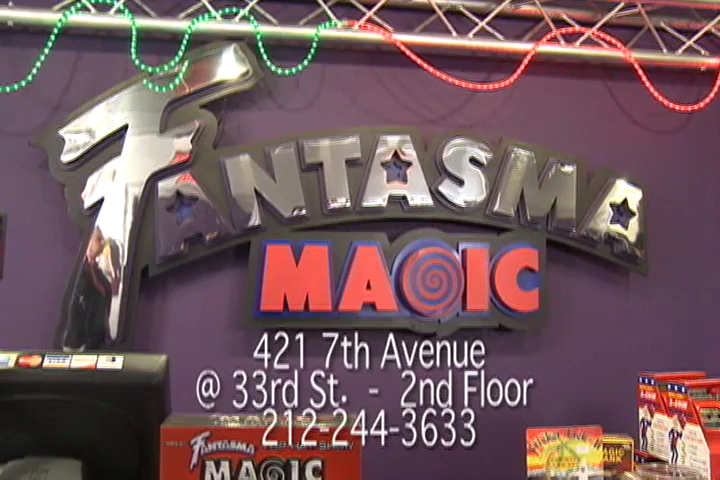 FANTASMA
MAGIC
421 7th Avenue
@ 33rd St. - 2nd Floor
212-244-3633
FANTASMA
MAGIC